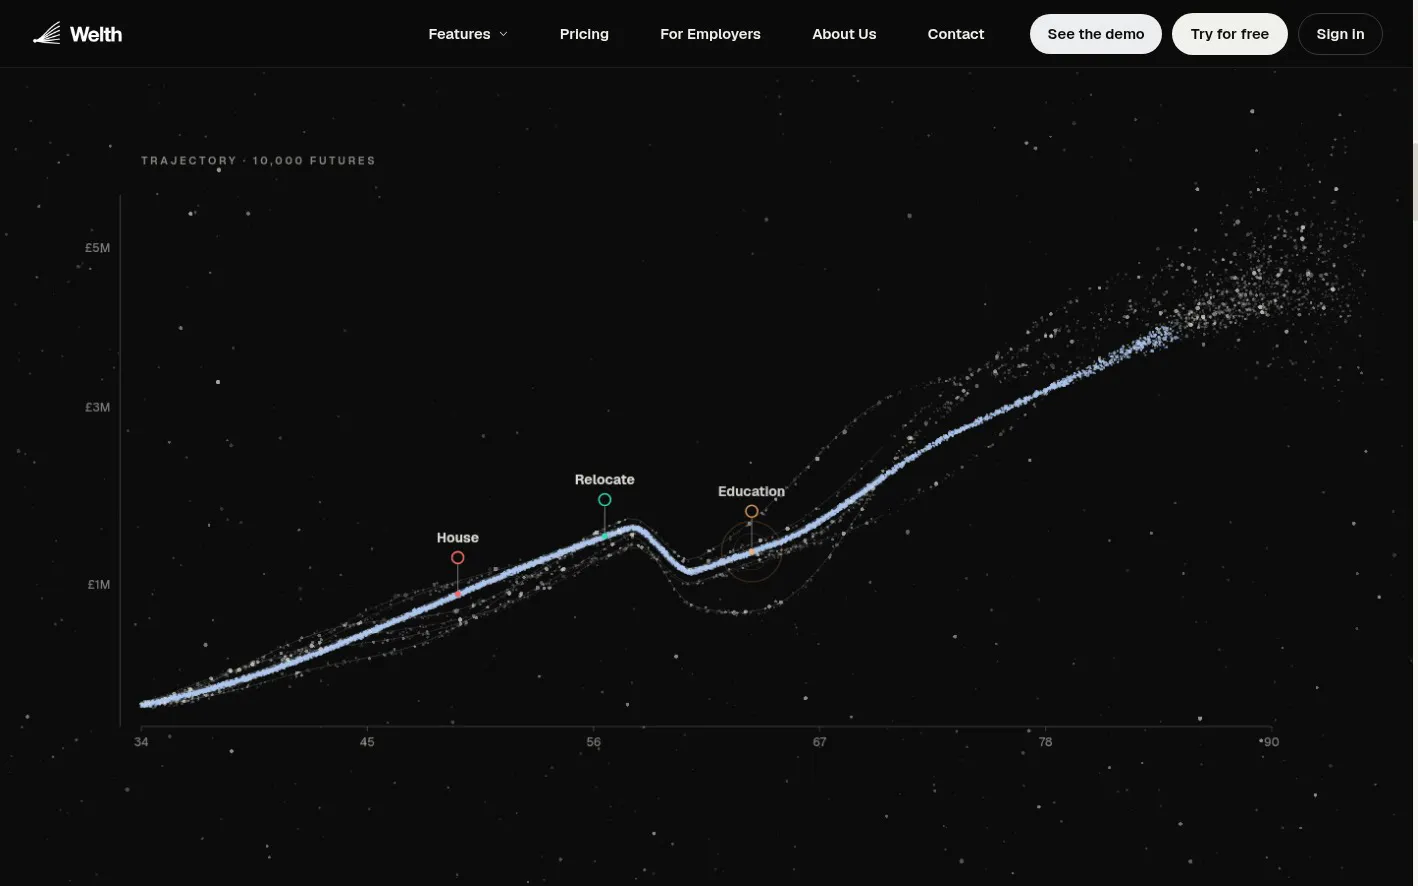 Welth
Features
Pricing
For Employers
About Us
Contact
See the demo
Try for free
Sign In
TRAJECTORY · 10,000 FUTURES
£5M
£3M
£1M
Relocate
Education
House
34
45
56
67
78
90